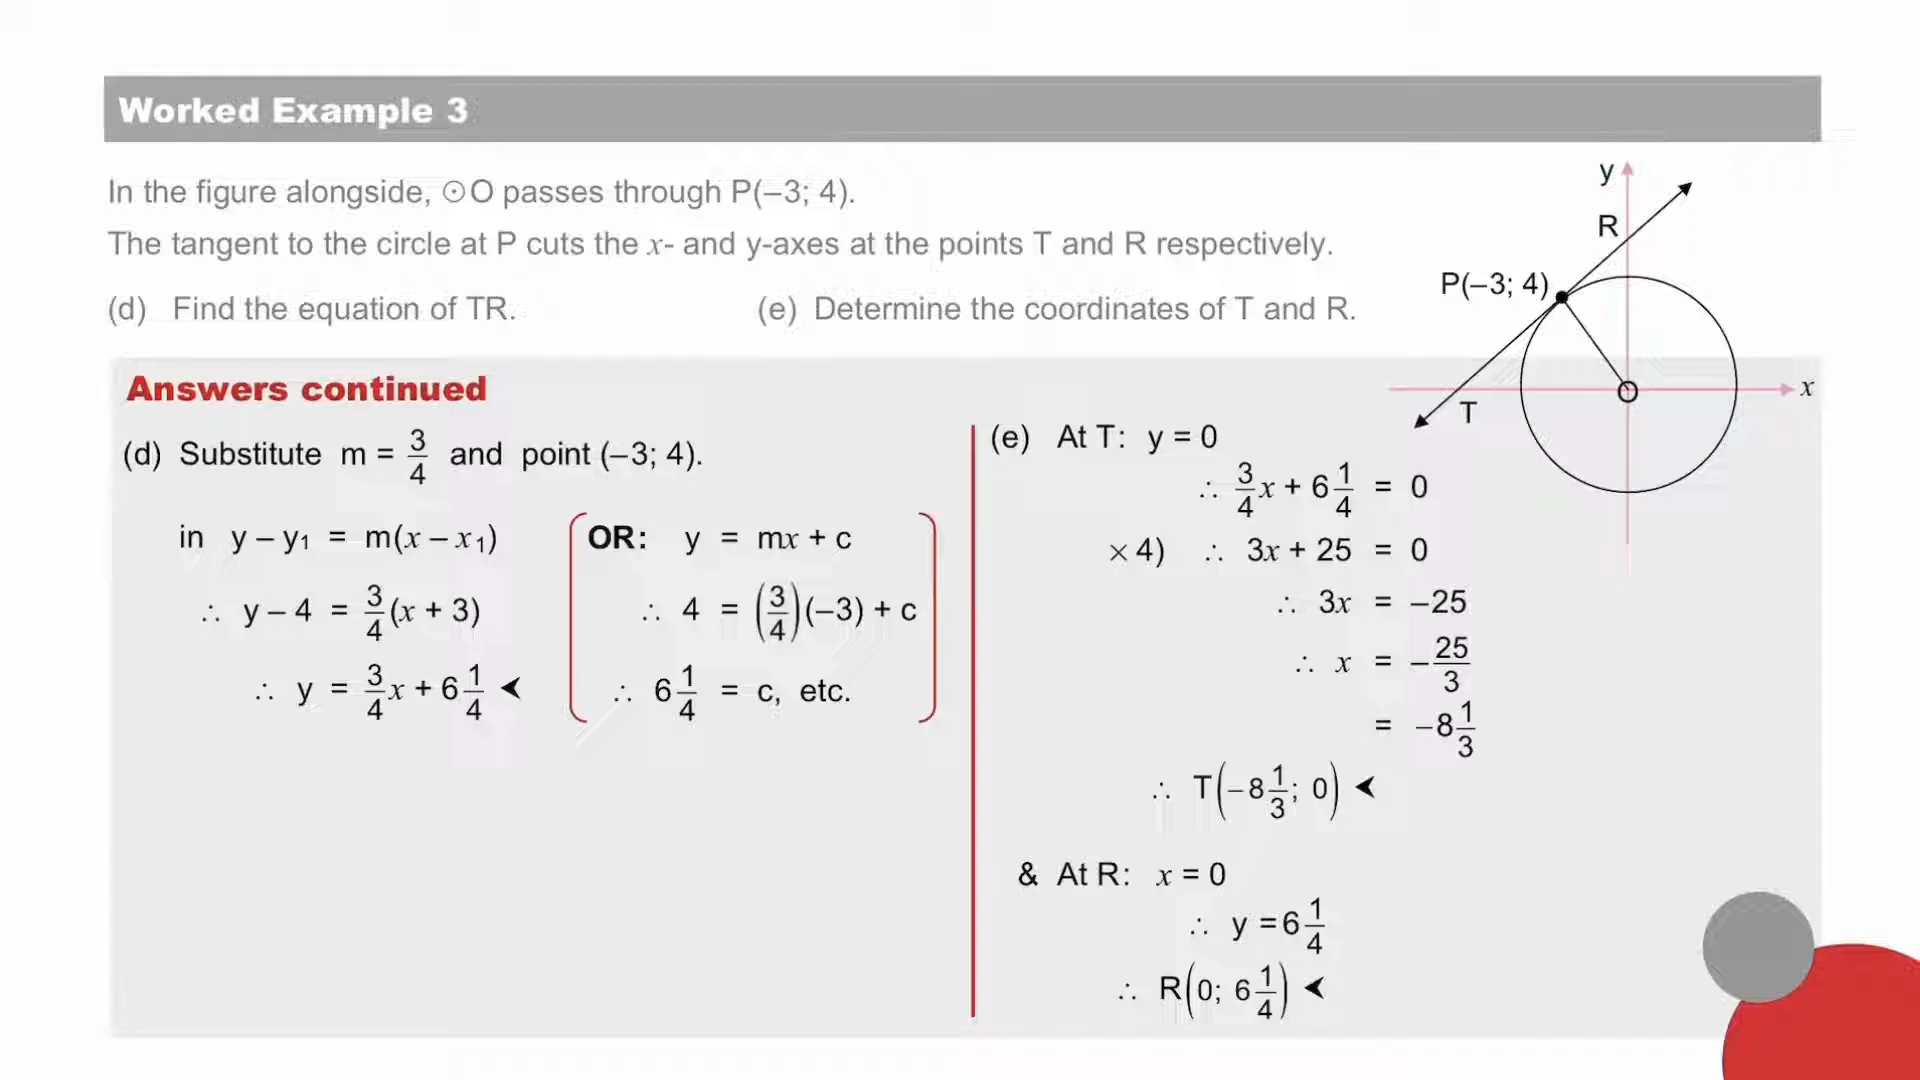 Worked Example 3
In the figure alongside, ⊙O passes through P(–3; 4).
The tangent to the circle at P cuts the x- and y-axes at the points T and R respectively.
(d) Find the equation of TR.
(e) Determine the coordinates of T and R.
y
R
P(–3; 4)
O
x
T
Answers continued
(d) Substitute m = 3/4 and point (–3; 4).
in y – y₁ = m(x – x₁)
∴ y – 4 = 3/4(x + 3)
∴ y = 3/4x + 6 1/4 ⮜
OR: y = mx + c
∴ 4 = (3/4)(–3) + c
∴ 6 1/4 = c, etc.
(e) At T: y = 0
∴ 3/4x + 6 1/4 = 0
× 4) ∴ 3x + 25 = 0
∴ 3x = –25
∴ x = –25/3
= –8 1/3
∴ T(–8 1/3; 0) ⮜
& At R: x = 0
∴ y = 6 1/4
∴ R(0; 6 1/4) ⮜